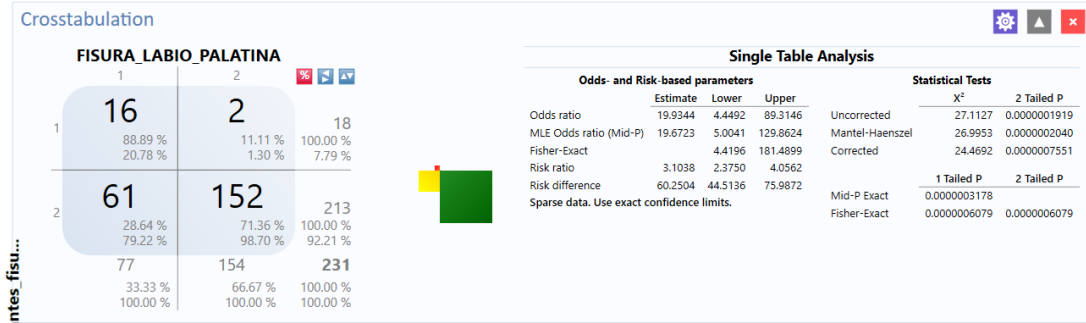 Crosstabulation
FISURA_LABIO_PALATINA
1 2 %
1 16 2 18
88.89 % 11.11 % 100.00 %
20.78 % 1.30 % 7.79 %
2 61 152 213
28.64 % 71.36 % 100.00 %
79.22 % 98.70 % 92.21 %
77 154 231
33.33 % 66.67 % 100.00 %
100.00 % 100.00 % 100.00 %
ntes_fisu...
Single Table Analysis
Odds- and Risk-based parameters
Estimate Lower Upper
Odds ratio 19.9344 4.4492 89.3146
MLE Odds ratio (Mid-P) 19.6723 5.0041 129.8624
Fisher-Exact 4.4196 181.4899
Risk ratio 3.1038 2.3750 4.0562
Risk difference 60.2504 44.5136 75.9872
Sparse data. Use exact confidence limits.
Statistical Tests
X² 2 Tailed P
Uncorrected 27.1127 0.0000001919
Mantel-Haenszel 26.9953 0.0000002040
Corrected 24.4692 0.0000007551
1 Tailed P 2 Tailed P
Mid-P Exact 0.0000003178
Fisher-Exact 0.0000006079 0.0000006079